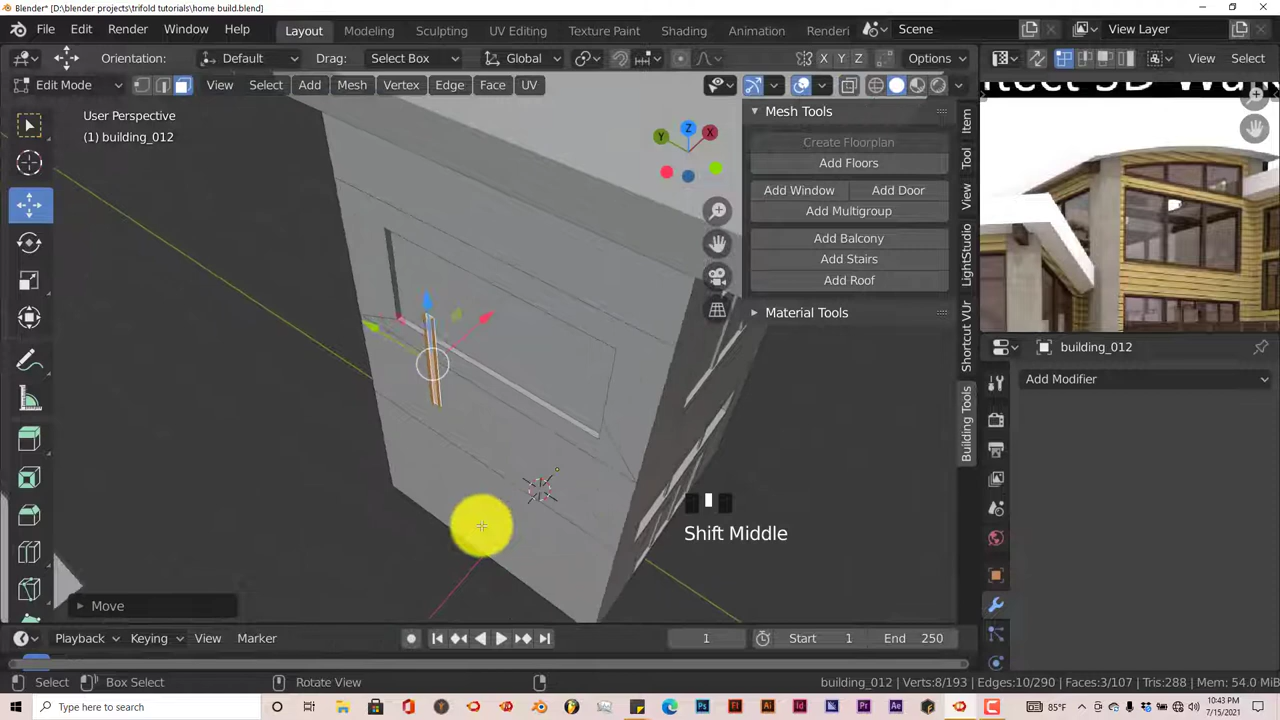 Blender* [D:\blender projects\trifold tutorials\home build.blend]
File Edit Render Window Help Layout Modeling Sculpting UV Editing Texture Paint Shading Animation Renderi Scene View Layer
Orientation: Default Drag: Select Box Global X Y Z Options View Select
Edit Mode View Select Add Mesh Vertex Edge Face UV
User Perspective
(1) building_012
Z
Y
X
Mesh Tools
Create Floorplan
Add Floors
Add Window Add Door
Add Multigroup
Add Balcony
Add Stairs
Add Roof
Material Tools
Item
Tool
View
LightStudio
Shortcut VUr
Building Tools
building_012
Add Modifier
Shift Middle
Move
Playback Keying View Marker 1 Start 1 End 250
Select Box Select Rotate View building_012 | Verts:8/193 | Edges:10/290 | Faces:3/107 | Tris:288 | Mem: 54.0 MiB
Type here to search
85°F
10:43 PM
7/15/2021